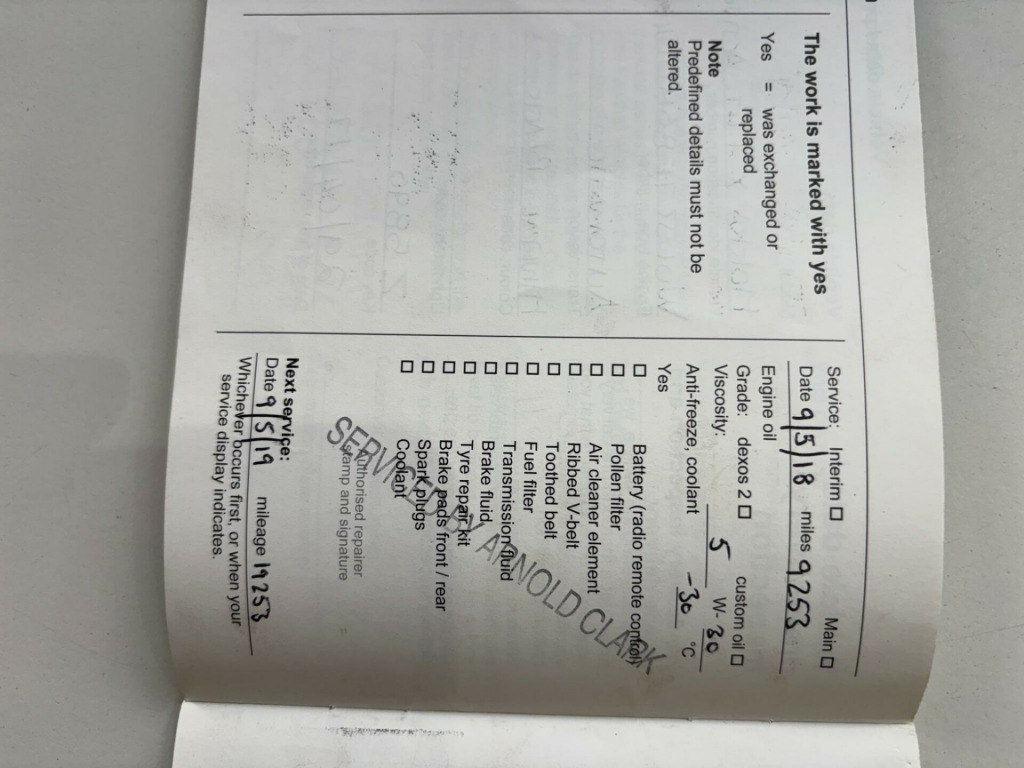 The work is marked with yes
Yes = was exchanged or
replaced
Note
Predefined details must not be
altered.
Service: Interim ☐ Main ☐
Date 9/5/18 miles 9253
Engine oil
Grade: dexos 2 ☐ custom oil ☐
Viscosity: 5 W- 30
Anti-freeze, coolant -30 °C
Yes
☐ Battery (radio remote control)
☐ Pollen filter
☐ Air cleaner element
☐ Ribbed V-belt
☐ Toothed belt
☐ Fuel filter
☐ Transmission fluid
☐ Brake fluid
☐ Tyre repair kit
☐ Brake pads front / rear
☐ Spark plugs
☐ Coolant
SERVICED BY ARNOLD CLARK
Authorised repairer
stamp and signature
Next service:
Date 9/5/19 mileage 19253
Whichever occurs first, or when your
service display indicates.